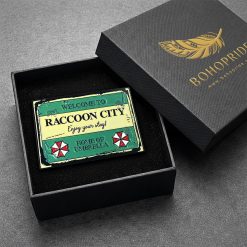 BOHOPRIDE
WELCOME TO
RACCOON CITY
Enjoy your stay!
HOME OF
UMBRELLA